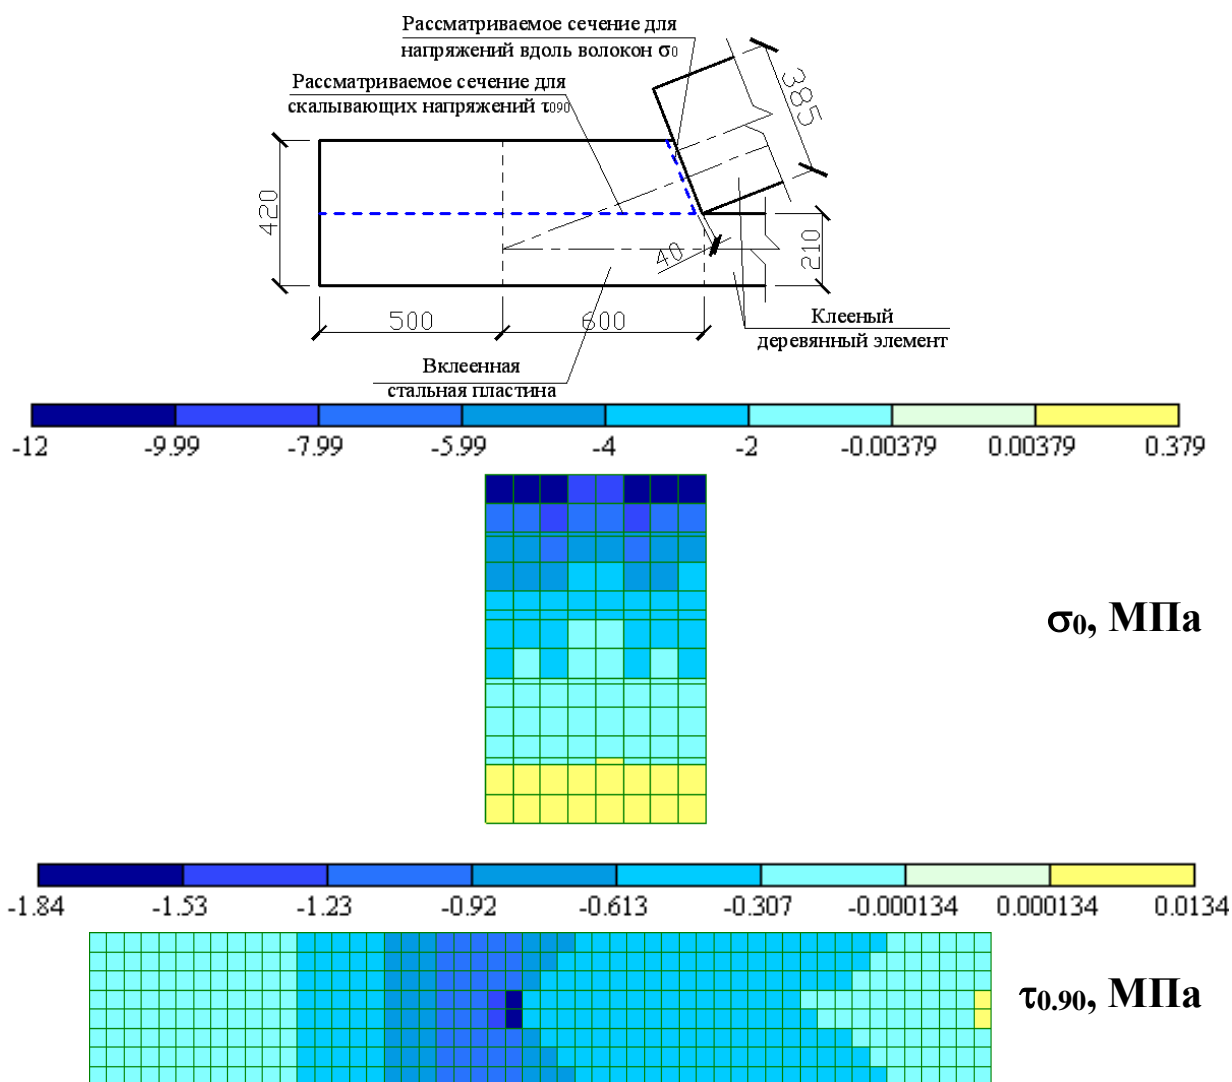 Рассматриваемое сечение для
напряжений вдоль волокон σ0
Рассматриваемое сечение для
скалывающих напряжений τ090
385
420
40
210
500
600
Клееный
деревянный элемент
Вклеенная
стальная пластина
-12 -9.99 -7.99 -5.99 -4 -2 -0.00379 0.00379 0.379
σ0, МПа
-1.84 -1.53 -1.23 -0.92 -0.613 -0.307 -0.000134 0.000134 0.0134
τ0.90, МПа